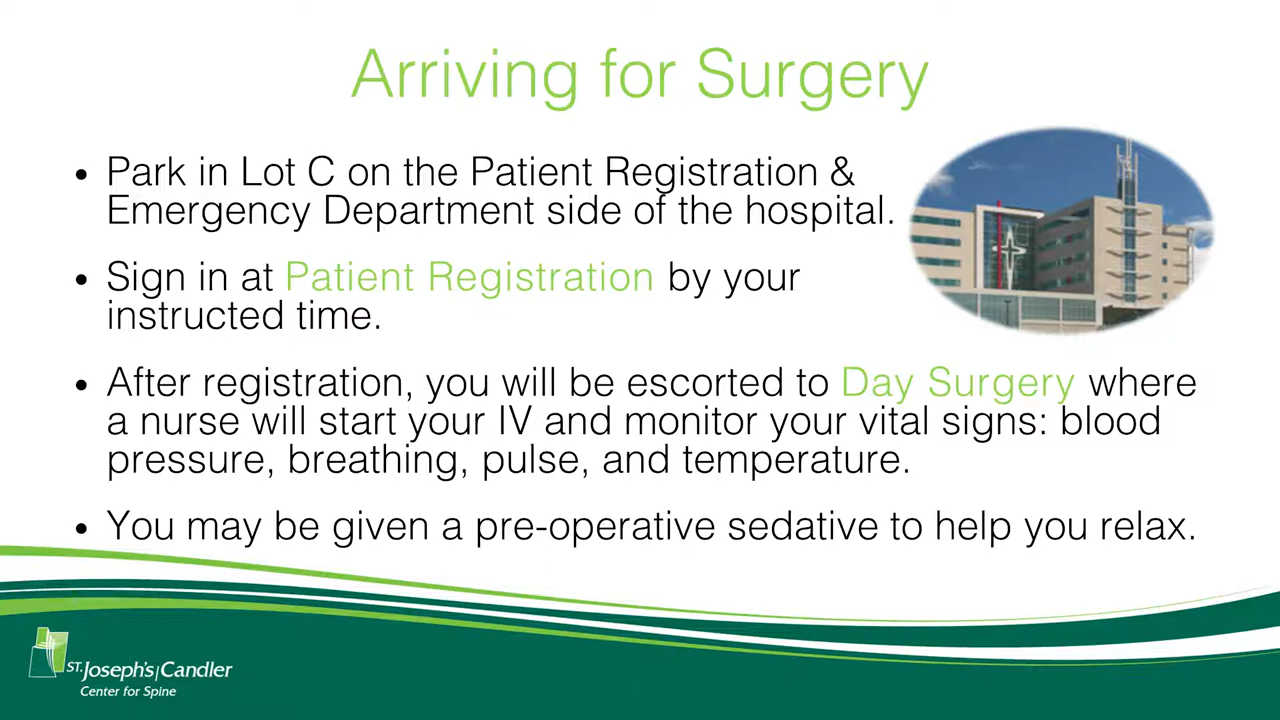 Arriving for Surgery
• Park in Lot C on the Patient Registration &
Emergency Department side of the hospital.
• Sign in at Patient Registration by your
instructed time.
• After registration, you will be escorted to Day Surgery where
a nurse will start your IV and monitor your vital signs: blood
pressure, breathing, pulse, and temperature.
• You may be given a pre-operative sedative to help you relax.
ST. Joseph's|Candler
Center for Spine